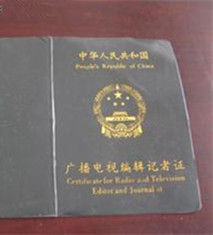 中华人民共和国
People's Republic of China
广播电视编辑记者证
Certificate for Radio and Television
Editor and Journalist